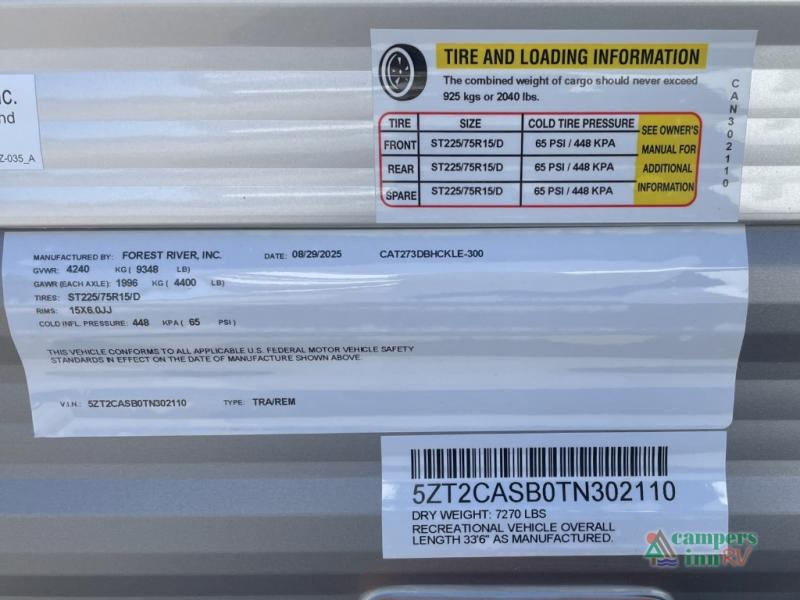 C.
nd
Z-035_A
TIRE AND LOADING INFORMATION
The combined weight of cargo should never exceed
925 kgs or 2040 lbs.
TIRE SIZE COLD TIRE PRESSURE
FRONT ST225/75R15/D 65 PSI / 448 KPA
REAR ST225/75R15/D 65 PSI / 448 KPA
SPARE ST225/75R15/D 65 PSI / 448 KPA
SEE OWNER'S
MANUAL FOR
ADDITIONAL
INFORMATION
CAN302110
MANUFACTURED BY: FOREST RIVER, INC. DATE: 08/29/2025 CAT273DBHCKLE-300
GVWR: 4240 KG ( 9348 LB)
GAWR (EACH AXLE): 1996 KG ( 4400 LB)
TIRES: ST225/75R15/D
RIMS: 15X6.0JJ
COLD INFL. PRESSURE: 448 KPA ( 65 PSI )
THIS VEHICLE CONFORMS TO ALL APPLICABLE U.S. FEDERAL MOTOR VEHICLE SAFETY
STANDARDS IN EFFECT ON THE DATE OF MANUFACTURE SHOWN ABOVE.
V.I.N.: 5ZT2CASB0TN302110 TYPE: TRA/REM
5ZT2CASB0TN302110
DRY WEIGHT: 7270 LBS
RECREATIONAL VEHICLE OVERALL
LENGTH 33'6" AS MANUFACTURED.
campers
inn RV